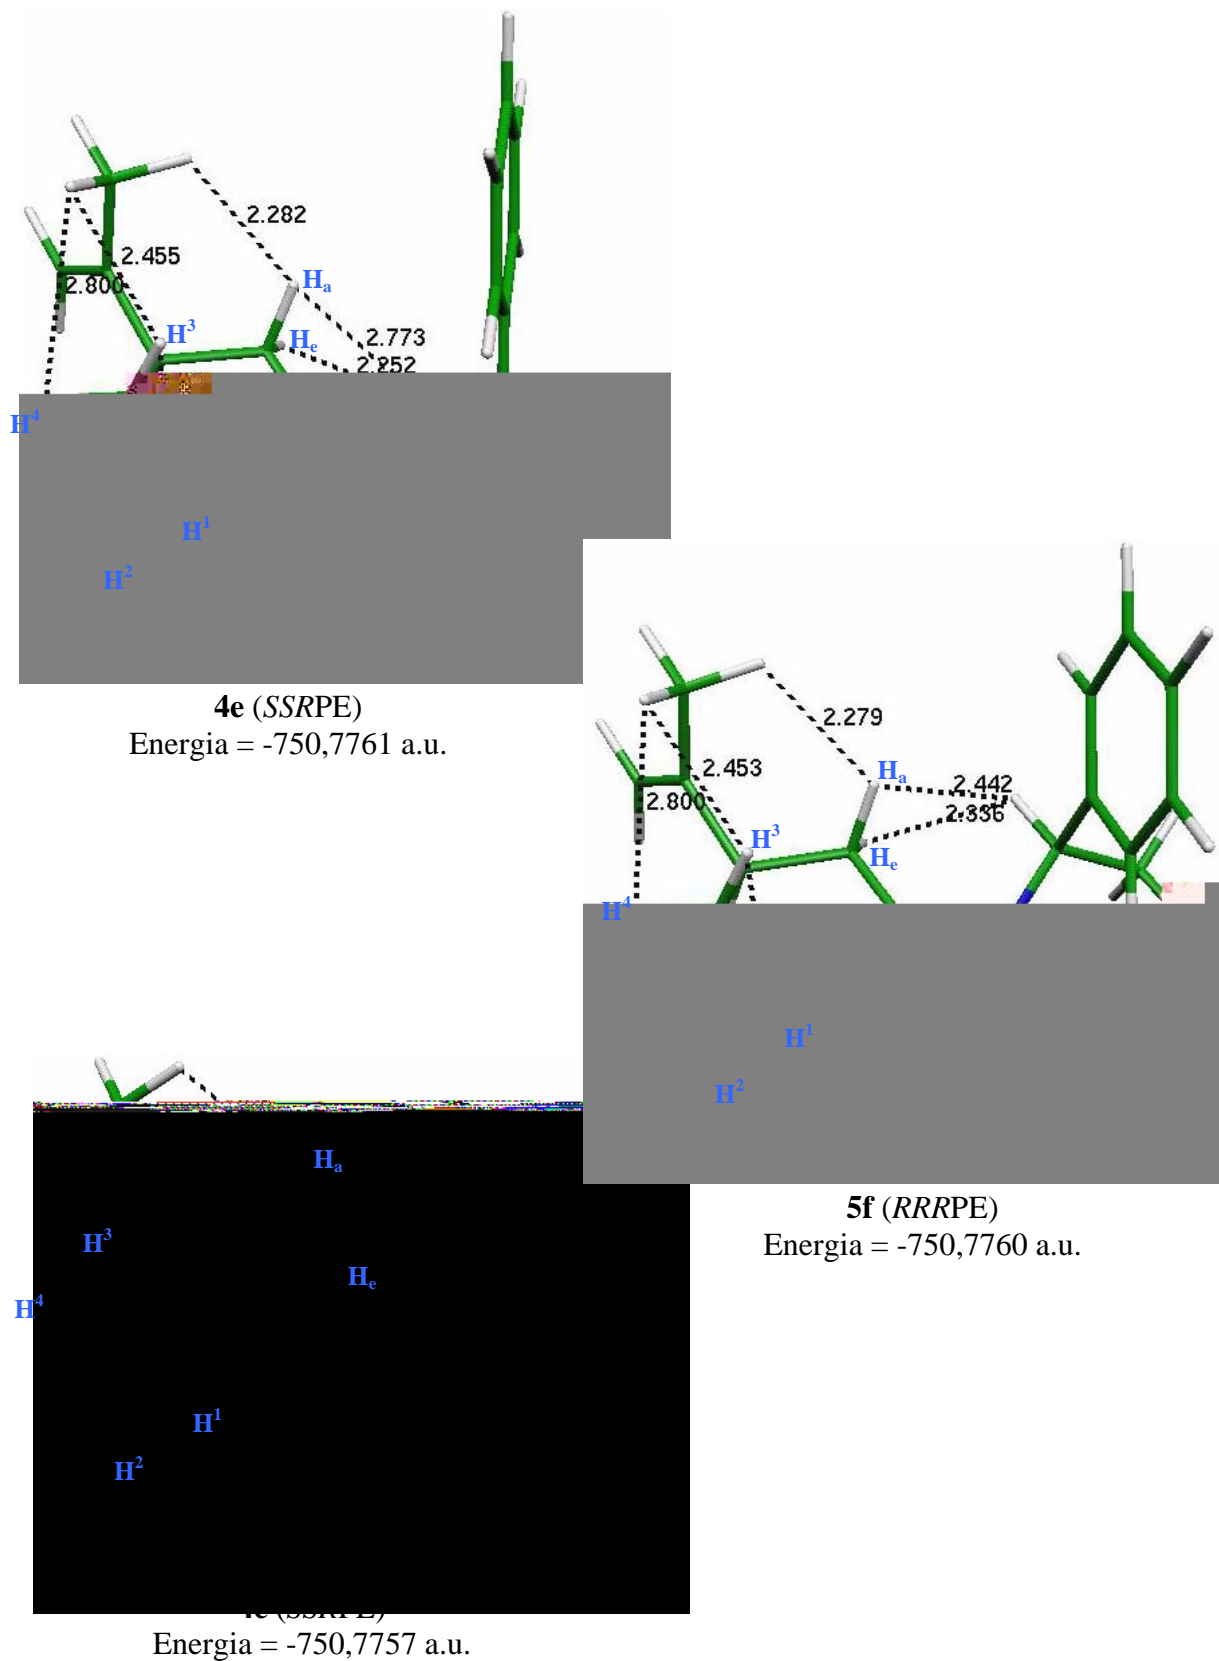 2.282
2.455
2.800
Hₐ
H³
Hₑ
2.773
2.252
H⁴
H¹
H²
4e (SSRPE)
Energia = -750,7761 a.u.
2.279
2.453
2.800
Hₐ
2.442
2.336
H³
Hₑ
H⁴
H¹
H²
5f (RRRPE)
Energia = -750,7760 a.u.
Hₐ
H³
Hₑ
H⁴
H¹
H²
Energia = -750,7757 a.u.